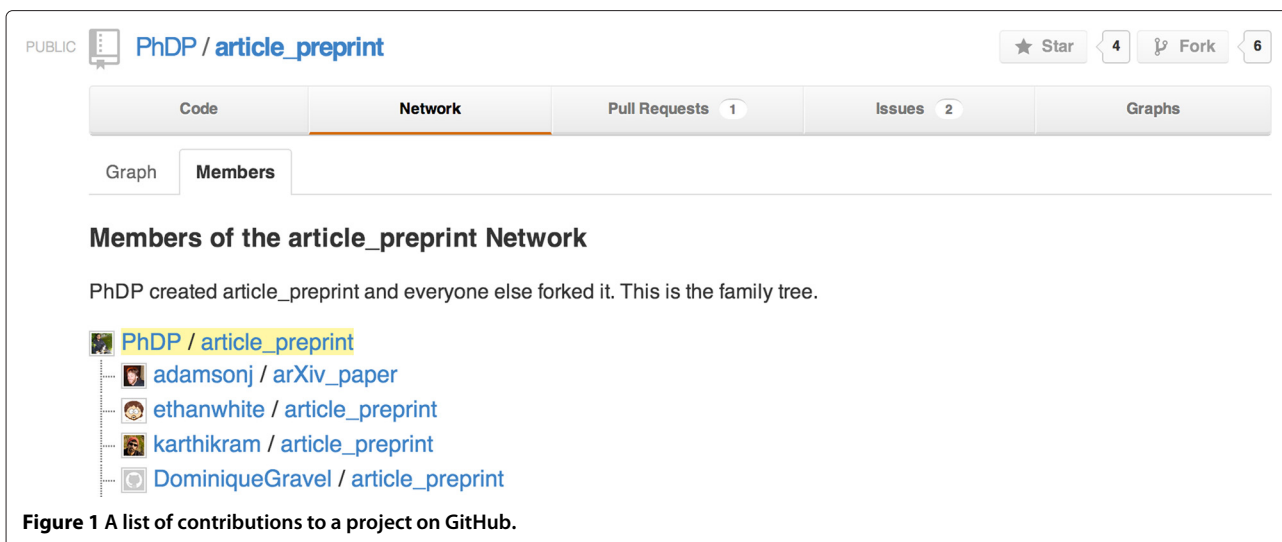 PUBLIC PhDP / article_preprint Star 4 Fork 6
Code Network Pull Requests 1 Issues 2 Graphs
Graph Members
Members of the article_preprint Network
PhDP created article_preprint and everyone else forked it. This is the family tree.
PhDP / article_preprint
adamsonj / arXiv_paper
ethanwhite / article_preprint
karthikram / article_preprint
DominiqueGravel / article_preprint
Figure 1 A list of contributions to a project on GitHub.